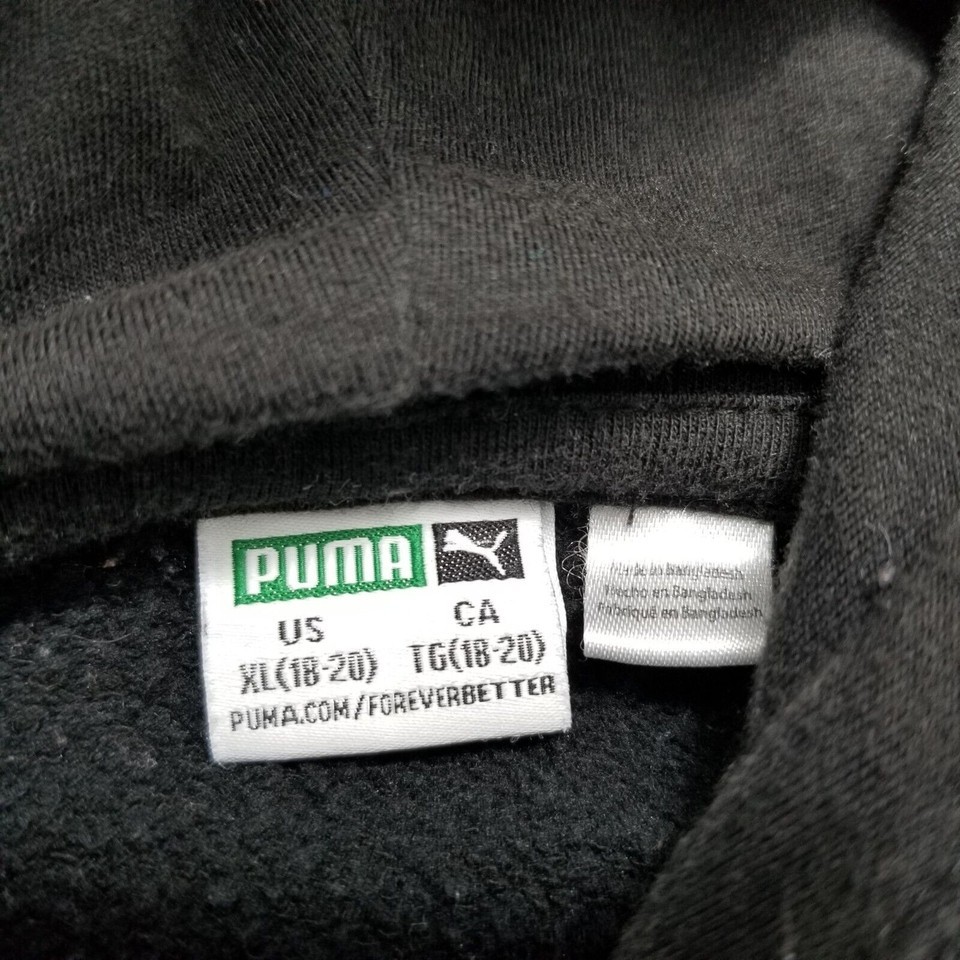 PUMA
US CA
XL(18-20) TG(18-20)
PUMA.COM/FOREVERBETTER
Made in Bangladesh
Hecho en Bangladesh
Fabriqué en Bangladesh